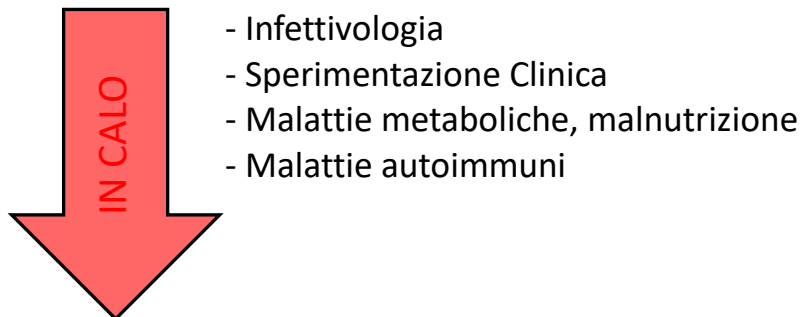 IN CALO
- Infettivologia
- Sperimentazione Clinica
- Malattie metaboliche, malnutrizione
- Malattie autoimmuni